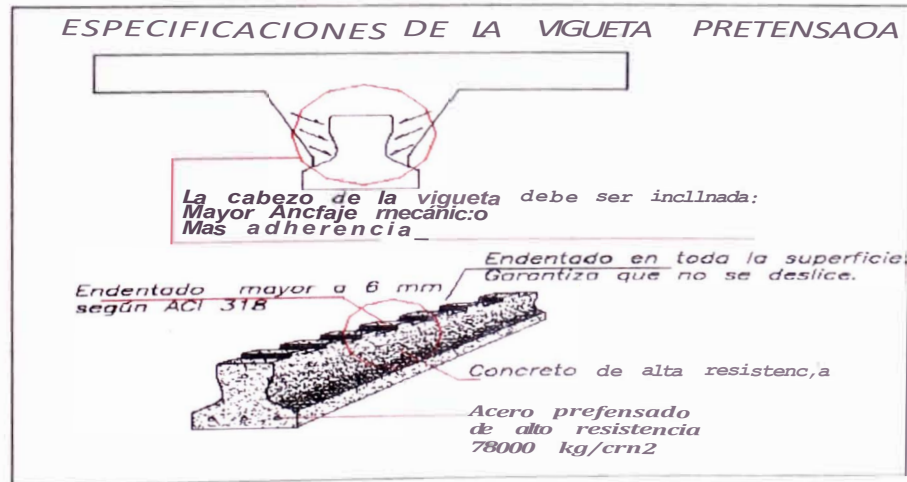 ESPECIFICACIONES DE LA VIGUETA PRETENSAOA
La cabezo de la vigueta debe ser incllnada:
Mayor Ancfaje rnecánic:o
Mas adherencia_
Endentado en toda la superficie:
Garantiza que no se deslice.
Endentado mayor a 6 mm
según ACI 318
Concreto de alta resistenc,a
Acero prefensado
de alto resistencia
78000 kg/crn2